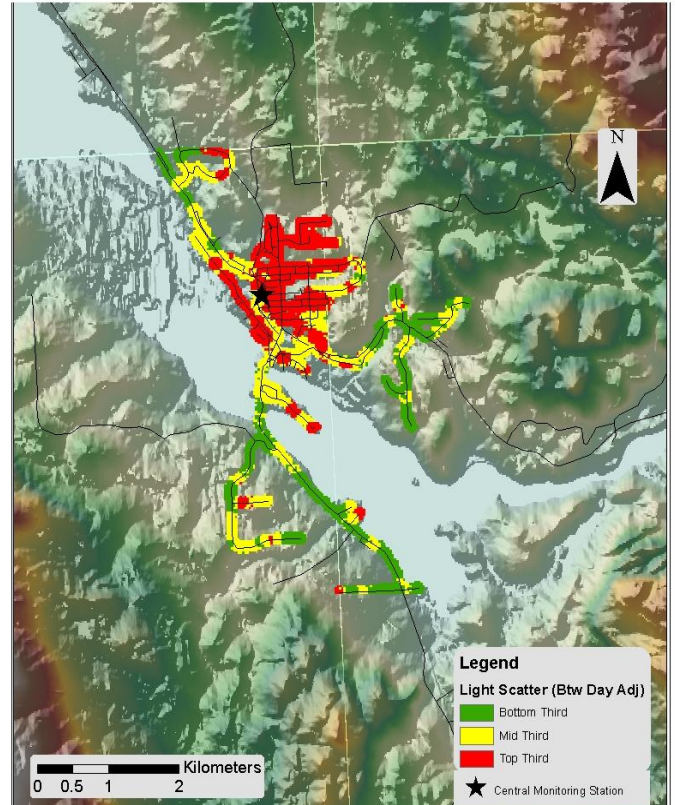 N
Legend
Light Scatter (Btw Day Adj)
Bottom Third
Mid Third
Top Third
Central Monitoring Station
Kilometers
0 0.5 1 2